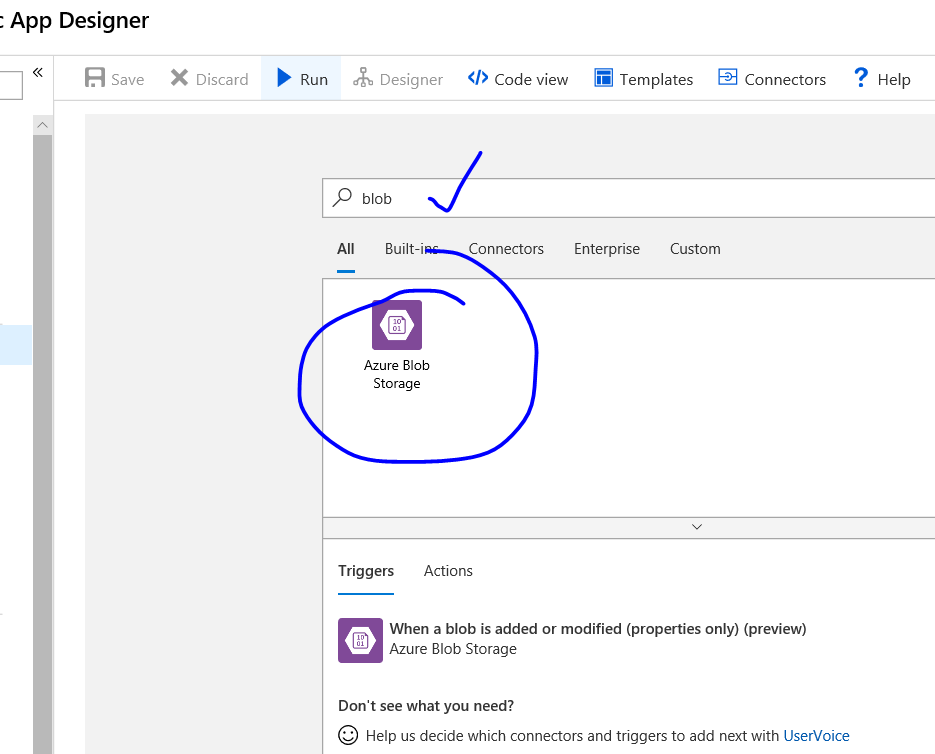 c App Designer
Save Discard Run Designer Code view Templates Connectors Help
blob
All Built-ins Connectors Enterprise Custom
10
01
Azure Blob
Storage
Triggers Actions
10
01
When a blob is added or modified (properties only) (preview)
Azure Blob Storage
Don't see what you need?
Help us decide which connectors and triggers to add next with UserVoice